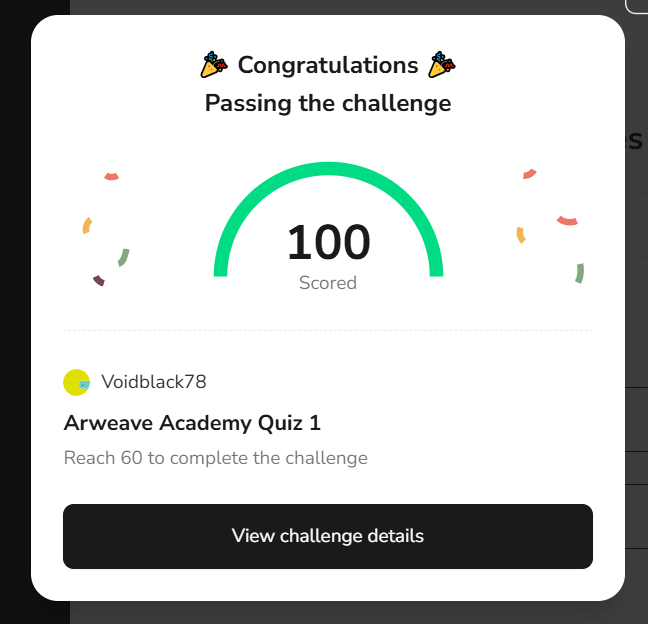 Congratulations
Passing the challenge
100
Scored
Voidblack78
Arweave Academy Quiz 1
Reach 60 to complete the challenge
View challenge details
es